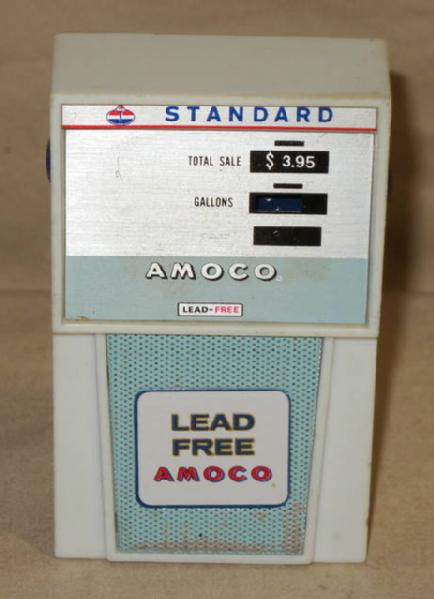 STANDARD
TOTAL SALE $ 3.95
GALLONS
AMOCO
LEAD-FREE
LEAD
FREE
AMOCO